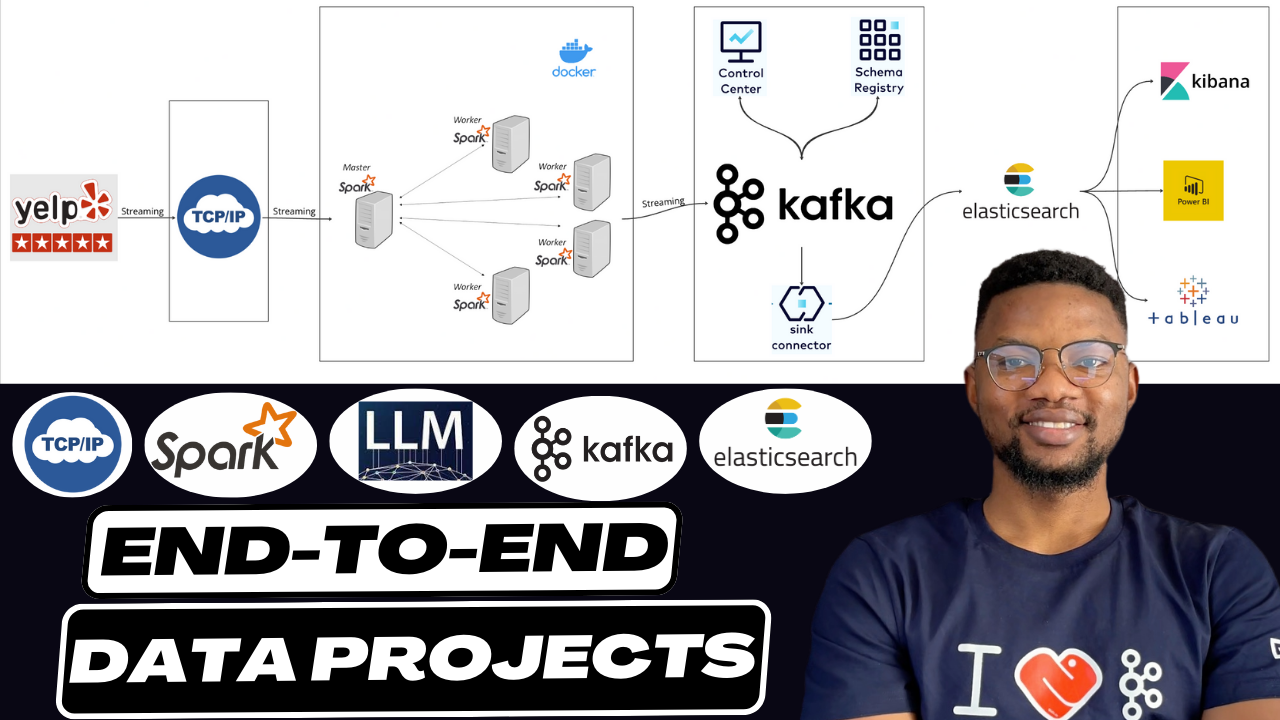 docker
Control
Center
Schema
Registry
kibana
Worker
Spark
Worker
Spark
Master
Spark
yelp
Streaming
TCP/IP
Streaming
Streaming
kafka
elasticsearch
Power BI
Worker
Spark
Worker
Spark
sink
connector
+ableau
TCP/IP
Spark
LLM
kafka
elasticsearch
END-TO-END
DATA PROJECTS
I